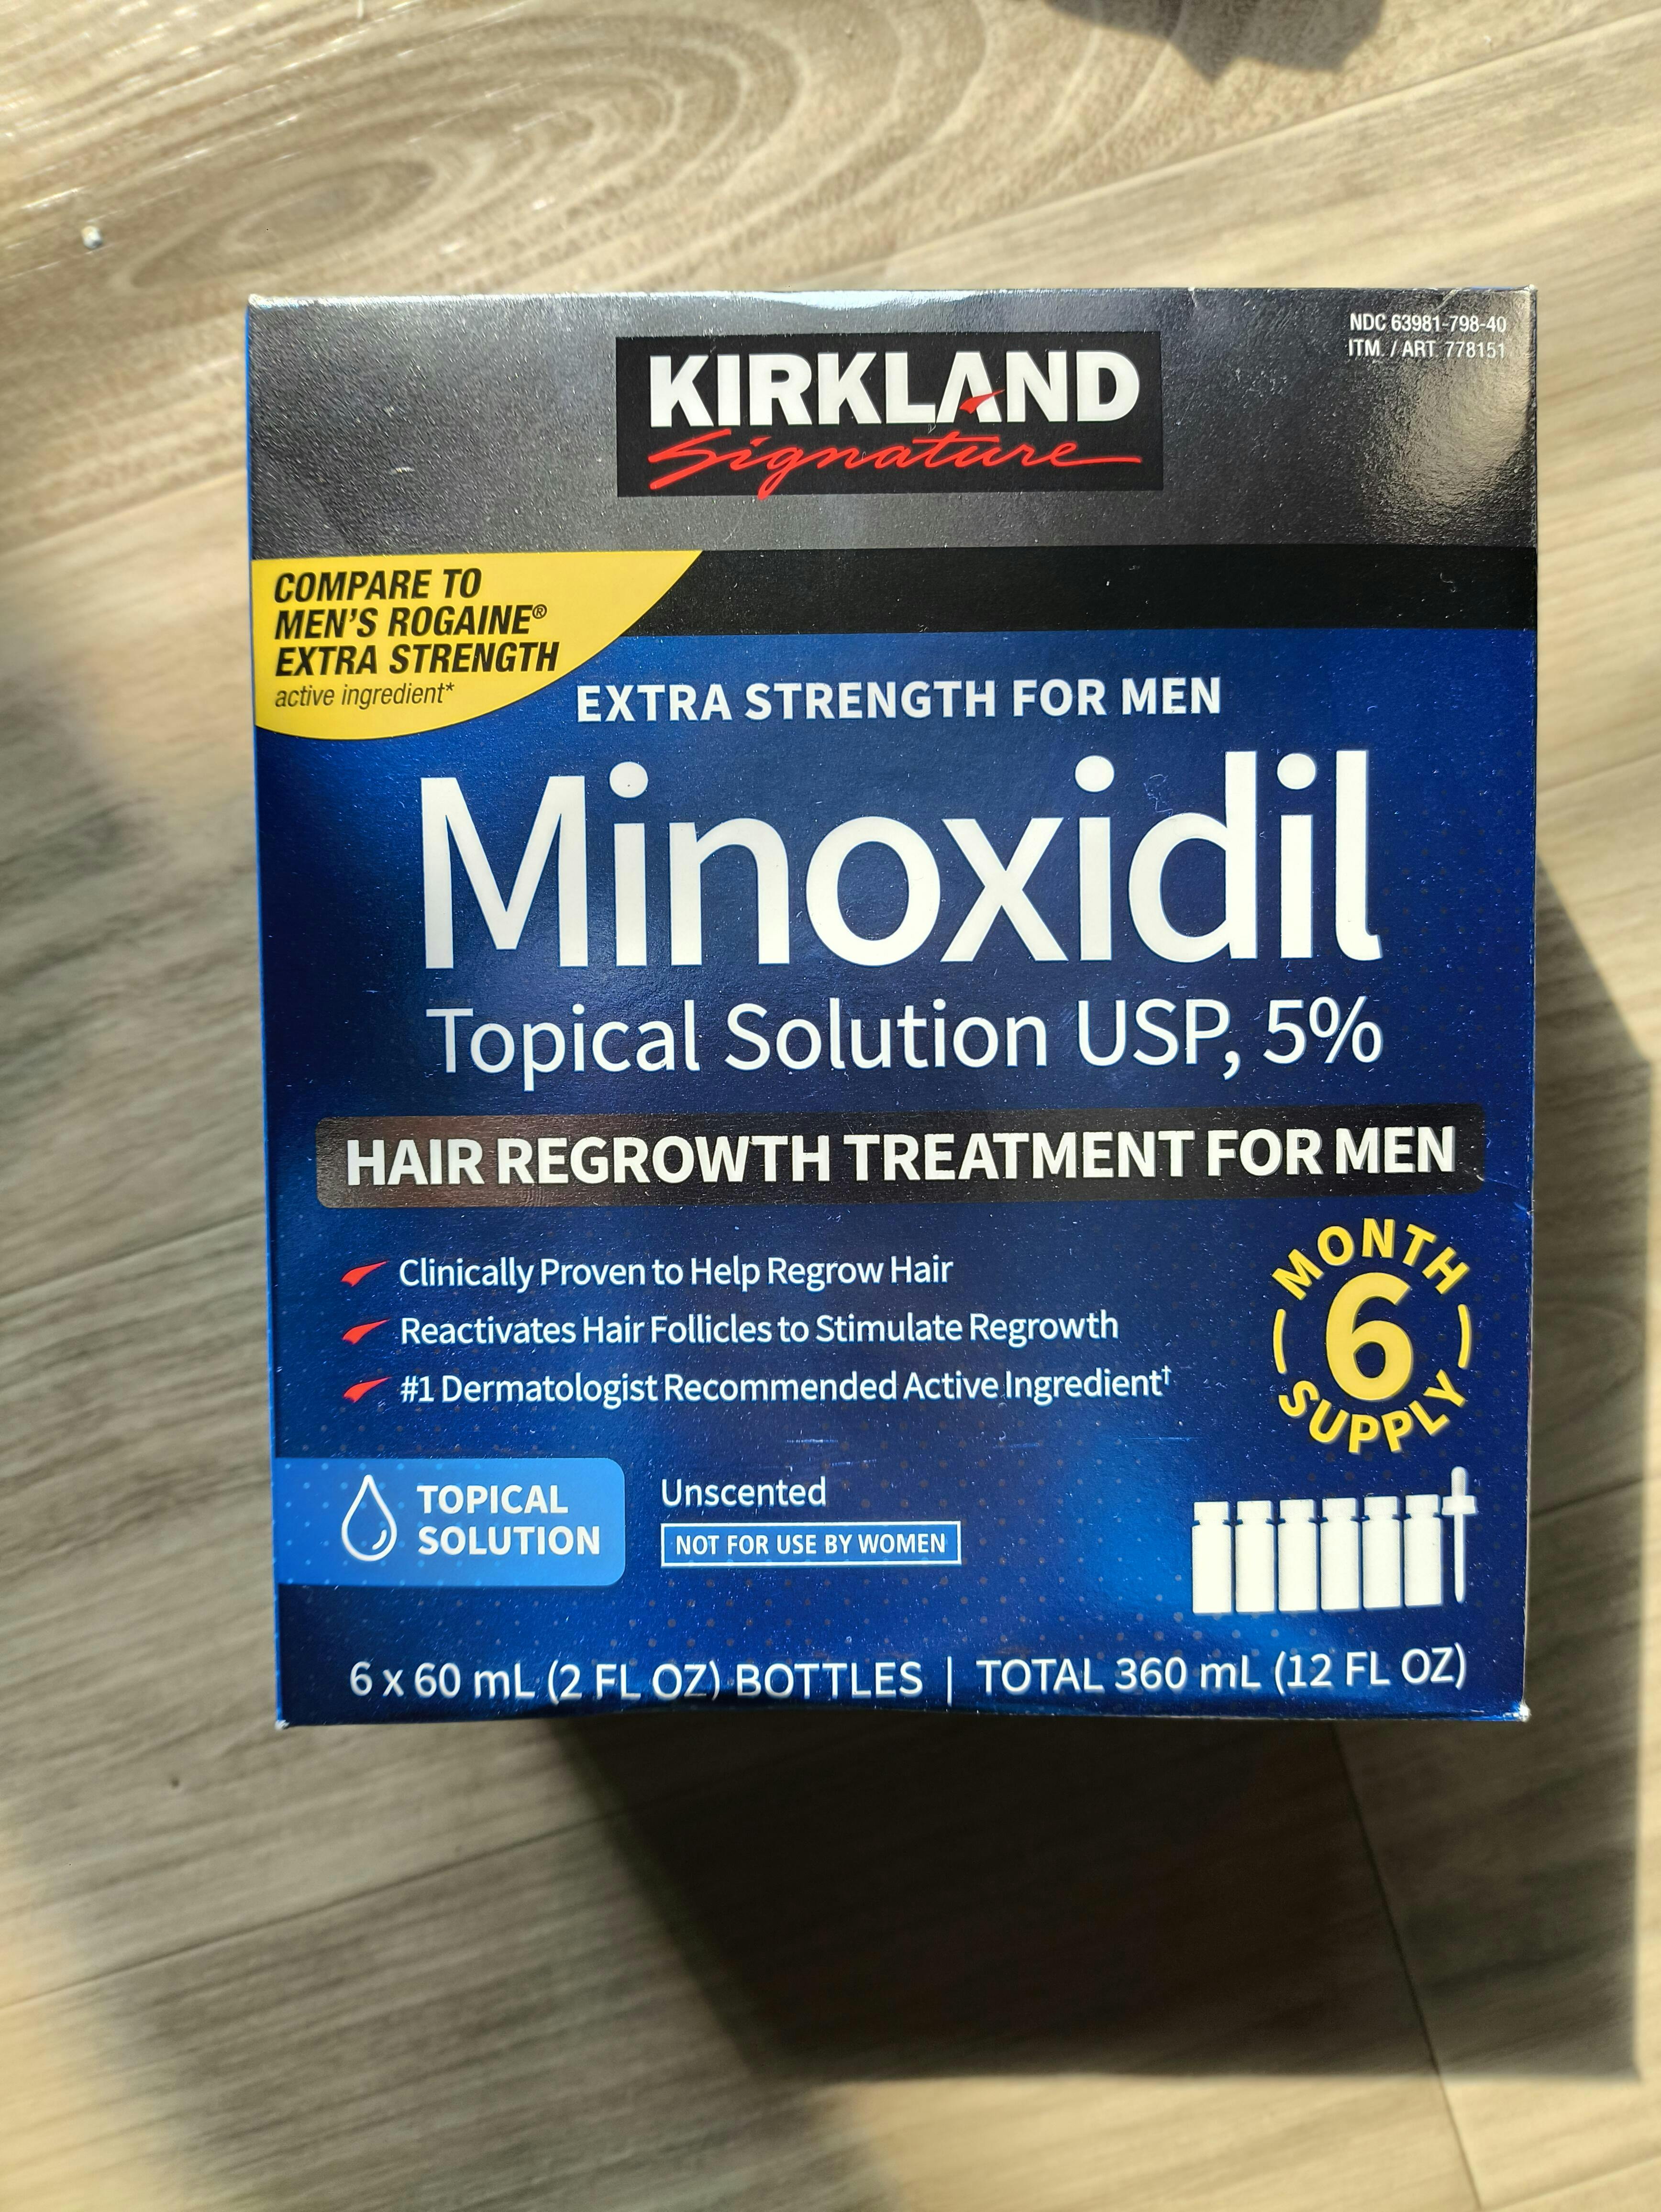 KIRKLAND
Signature
NDC 63981-798-40
ITM. / ART. 778151
COMPARE TO
MEN'S ROGAINE®
EXTRA STRENGTH
active ingredient*
EXTRA STRENGTH FOR MEN
Minoxidil
Topical Solution USP, 5%
HAIR REGROWTH TREATMENT FOR MEN
Clinically Proven to Help Regrow Hair
Reactivates Hair Follicles to Stimulate Regrowth
#1 Dermatologist Recommended Active Ingredient†
MONTH
6
SUPPLY
TOPICAL
SOLUTION
Unscented
NOT FOR USE BY WOMEN
6 x 60 mL (2 FL OZ) BOTTLES | TOTAL 360 mL (12 FL OZ)